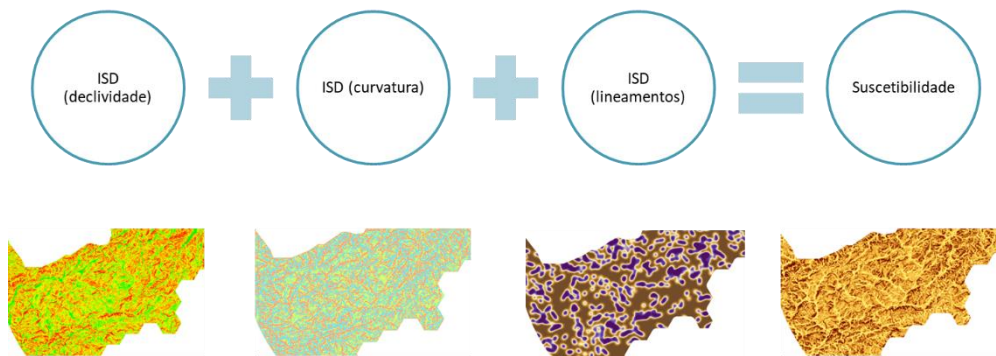 ISD
(declividade)
ISD (curvatura)
ISD
(lineamentos)
Suscetibilidade